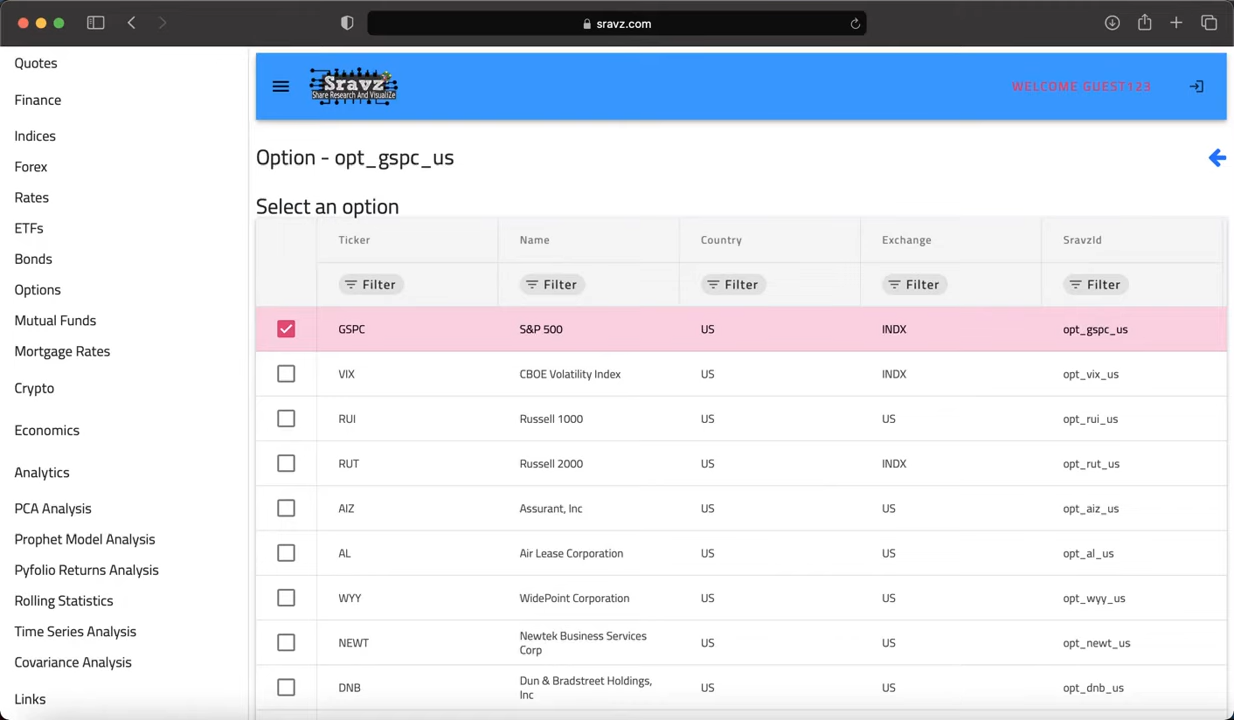 sravz.com
Quotes
Finance
Indices
Forex
Rates
ETFs
Bonds
Options
Mutual Funds
Mortgage Rates
Crypto
Economics
Analytics
PCA Analysis
Prophet Model Analysis
Pyfolio Returns Analysis
Rolling Statistics
Time Series Analysis
Covariance Analysis
Links
Sravz
Share Research And VisualiZe
WELCOME GUEST123
Option - opt_gspc_us
Select an option
Ticker Name Country Exchange SravzId
Filter Filter Filter Filter Filter
GSPC S&P 500 US INDX opt_gspc_us
VIX CBOE Volatility Index US INDX opt_vix_us
RUI Russell 1000 US US opt_rui_us
RUT Russell 2000 US INDX opt_rut_us
AIZ Assurant, Inc US US opt_aiz_us
AL Air Lease Corporation US US opt_al_us
WYY WidePoint Corporation US US opt_wyy_us
NEWT Newtek Business Services Corp US US opt_newt_us
DNB Dun & Bradstreet Holdings, Inc US US opt_dnb_us